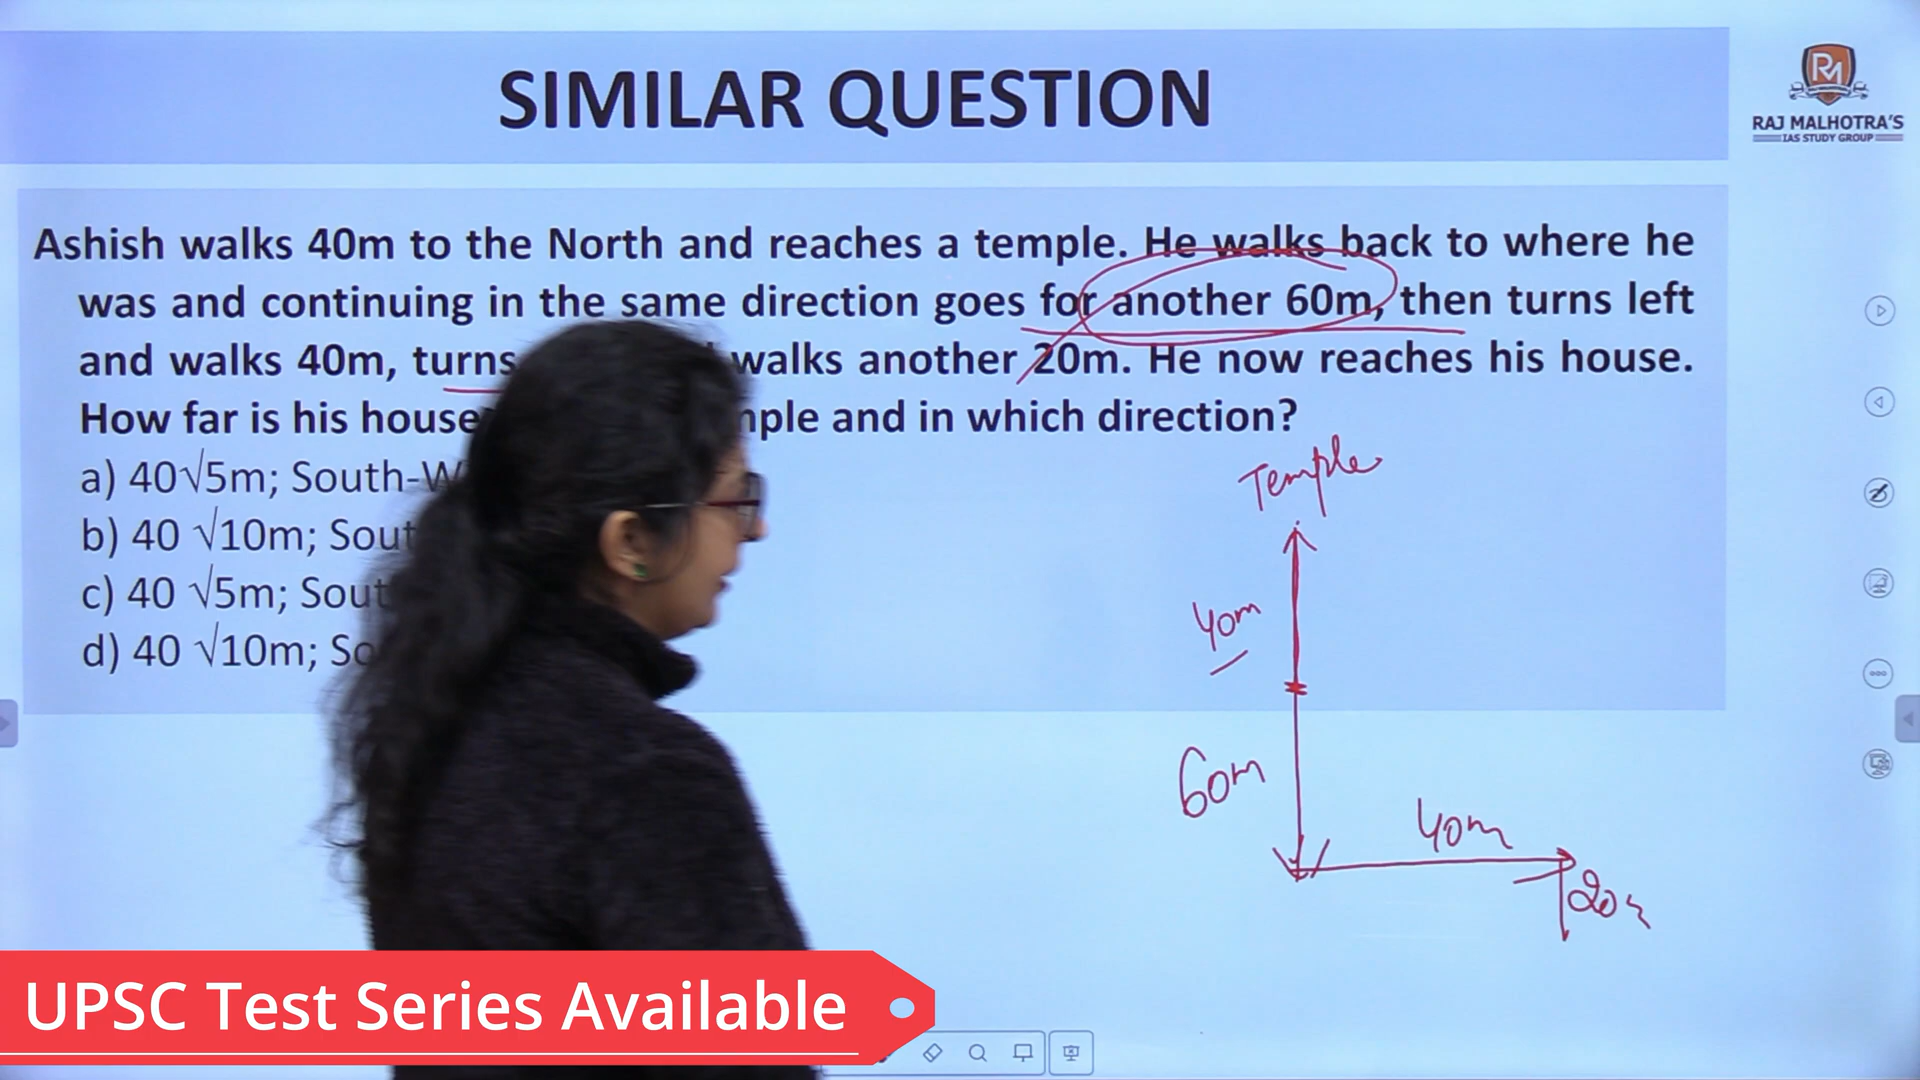 SIMILAR QUESTION
RAJ MALHOTRA'S
IAS STUDY GROUP
Ashish walks 40m to the North and reaches a temple. He walks back to where he
was and continuing in the same direction goes for another 60m, then turns left
and walks 40m, turns walks another 20m. He now reaches his house.
How far is his house and in which direction?
a) 40√5m; South-W
b) 40 √10m; Sout
c) 40 √5m; Sout
d) 40 √10m; So
Temple
40m
60m
40m
20
UPSC Test Series Available